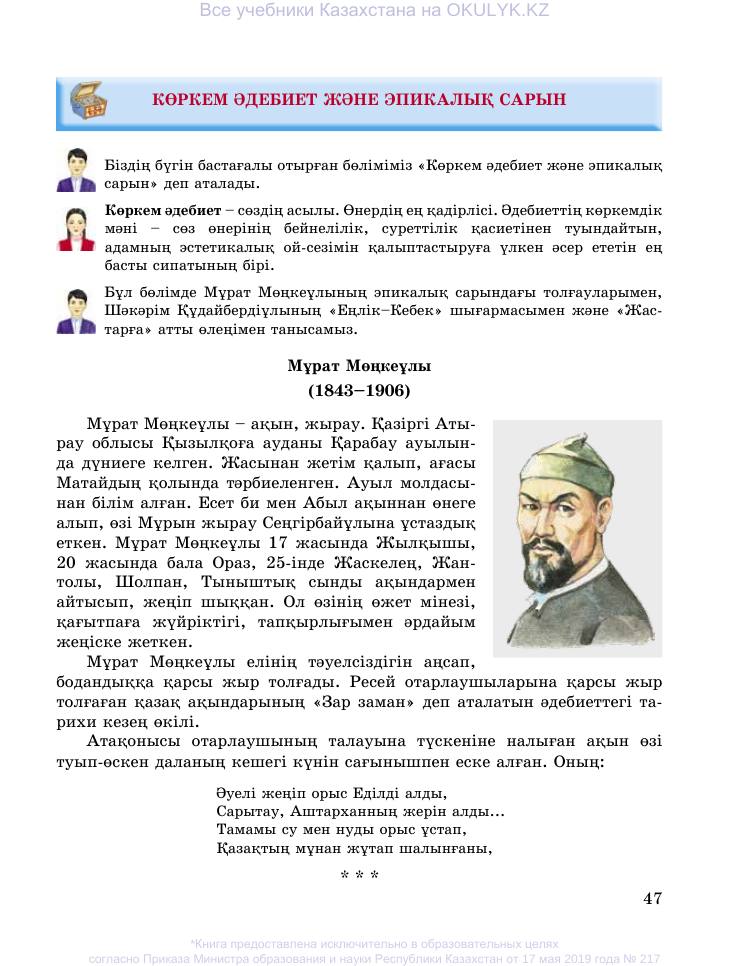 Все учебники Казахстана на OKULYK.KZ
КӨРКЕМ ӘДЕБИЕТ ЖӘНЕ ЭПИКАЛЫҚ САРЫН
Біздің бүгін бастағалы отырған бөліміміз «Көркем әдебиет және эпикалық
сарын» деп аталады.
Көркем әдебиет – сөздің асылы. Өнердің ең қадірлісі. Әдебиеттің көркемдік
мәні – сөз өнерінің бейнелілік, суреттілік қасиетінен туындайтын,
адамның эстетикалық ой-сезімін қалыптастыруға үлкен әсер ететін ең
басты сипатының бірі.
Бұл бөлімде Мұрат Мөңкеұлының эпикалық сарындағы толғауларымен,
Шәкәрім Құдайбердіұлының «Еңлік–Кебек» шығармасымен және «Жас-
тарға» атты өлеңімен танысамыз.
Мұрат Мөңкеұлы
(1843–1906)
Мұрат Мөңкеұлы – ақын, жырау. Қазіргі Аты-
рау облысы Қызылқоға ауданы Қарабау ауылын-
да дүниеге келген. Жасынан жетім қалып, ағасы
Матайдың қолында тәрбиеленген. Ауыл молдасы-
нан білім алған. Есет би мен Абыл ақыннан өнеге
алып, өзі Мұрын жырау Сеңгірбайұлына ұстаздық
еткен. Мұрат Мөңкеұлы 17 жасында Жылқышы,
20 жасында бала Ораз, 25-інде Жаскелең, Жан-
толы, Шолпан, Тыныштық сынды ақындармен
айтысып, жеңіп шыққан. Ол өзінің өжет мінезі,
қағытпаға жүйріктігі, тапқырлығымен әрдайым
жеңіске жеткен.
Мұрат Мөңкеұлы елінің тәуелсіздігін аңсап,
бодандыққа қарсы жыр толғады. Ресей отарлаушыларына қарсы жыр
толғаған қазақ ақындарының «Зар заман» деп аталатын әдебиеттегі та-
рихи кезең өкілі.
Атақонысы отарлаушының талауына түскеніне налыған ақын өзі
туып-өскен даланың кешегі күнін сағынышпен еске алған. Оның:
Әуелі жеңіп орыс Еділді алды,
Сарытау, Аштарханның жерін алды...
Тамамы су мен нуды орыс ұстап,
Қазақтың мұнан жұтап шалынғаны,
* * *
47
*Книга предоставлена исключительно в образовательных целях
согласно Приказа Министра образования и науки Республики Казахстан от 17 мая 2019 года № 217